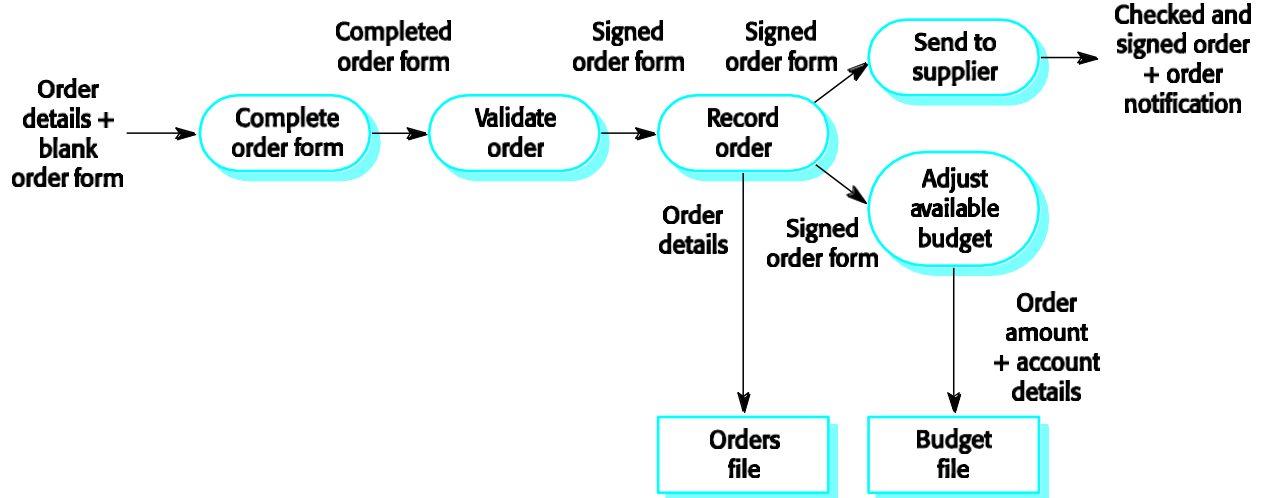 Order
details +
blank
order form
Complete
order form
Completed
order form
Validate
order
Signed
order form
Record
order
Signed
order form
Send to
supplier
Checked and
signed order
+ order
notification
Order
details
Signed
order form
Adjust
available
budget
Order
amount
+ account
details
Orders
file
Budget
file